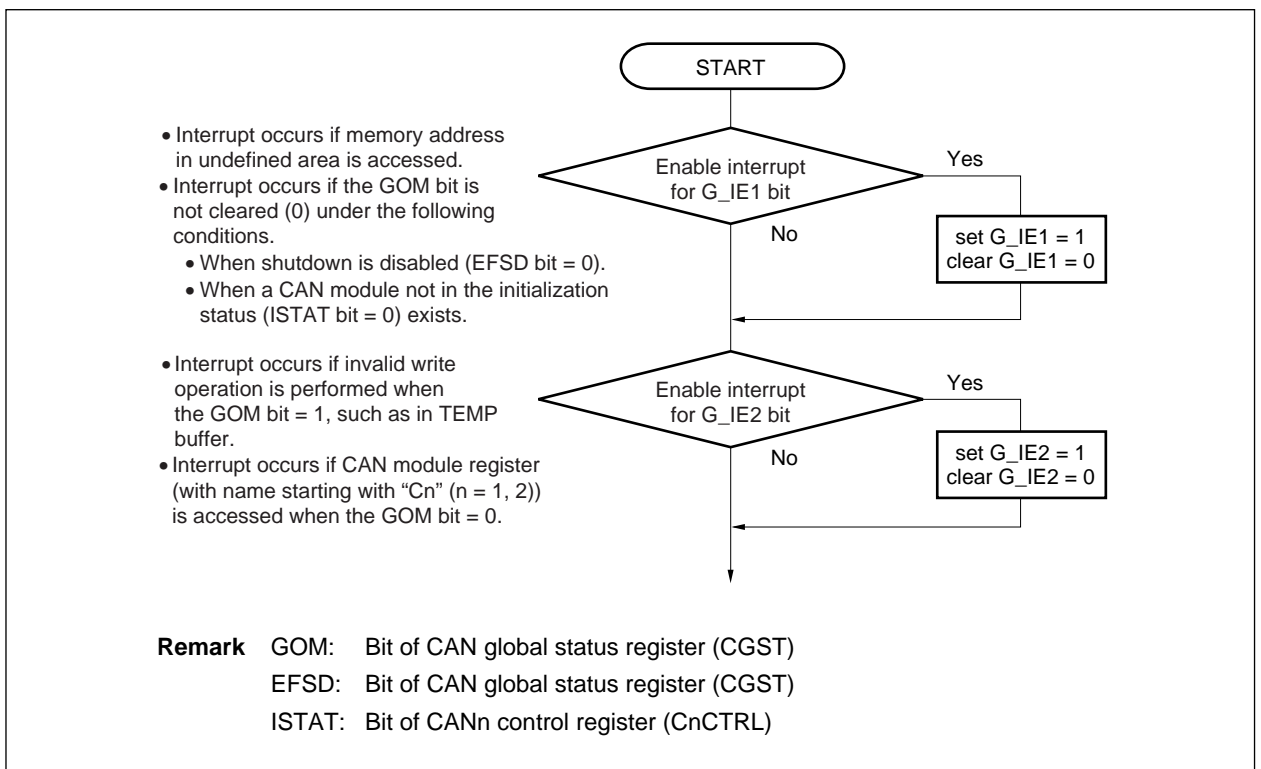 START
• Interrupt occurs if memory address
in undefined area is accessed.
• Interrupt occurs if the GOM bit is
not cleared (0) under the following
conditions.
• When shutdown is disabled (EFSD bit = 0).
• When a CAN module not in the initialization
status (ISTAT bit = 0) exists.
Enable interrupt
for G_IE1 bit
Yes
No
set G_IE1 = 1
clear G_IE1 = 0
• Interrupt occurs if invalid write
operation is performed when
the GOM bit = 1, such as in TEMP
buffer.
• Interrupt occurs if CAN module register
(with name starting with “Cn” (n = 1, 2))
is accessed when the GOM bit = 0.
Enable interrupt
for G_IE2 bit
Yes
No
set G_IE2 = 1
clear G_IE2 = 0
Remark GOM: Bit of CAN global status register (CGST)
EFSD: Bit of CAN global status register (CGST)
ISTAT: Bit of CANn control register (CnCTRL)